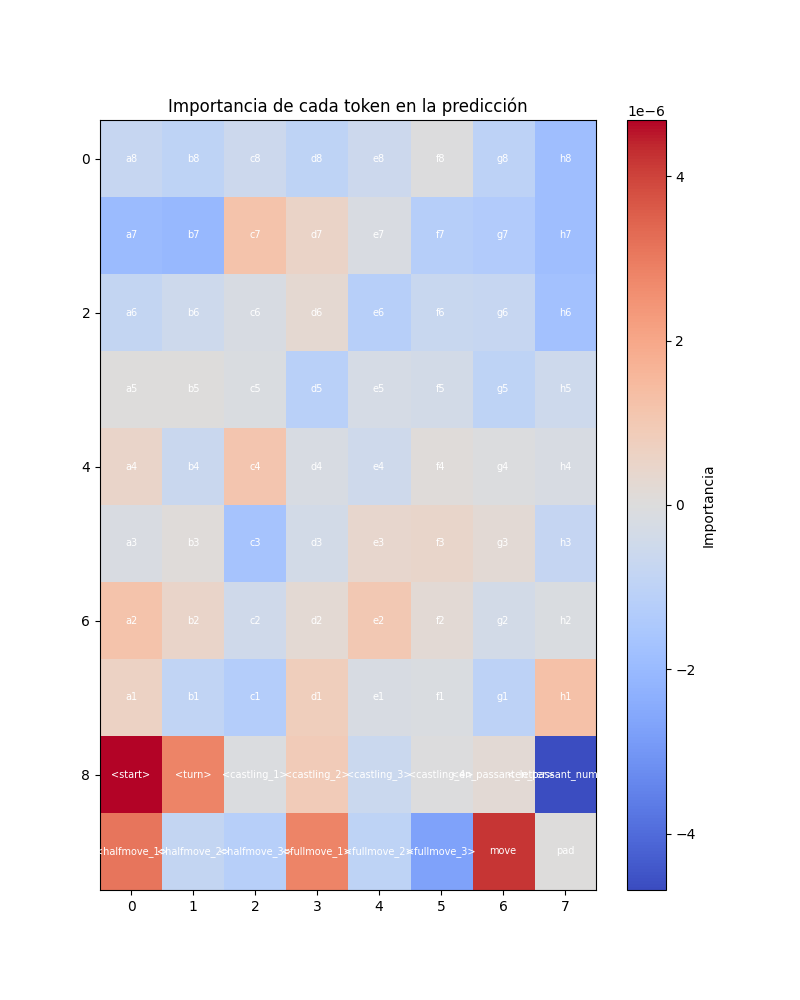 Importancia de cada token en la predicción
1e−6
0 a8 b8 c8 d8 e8 f8 g8 h8
a7 b7 c7 d7 e7 f7 g7 h7
2 a6 b6 c6 d6 e6 f6 g6 h6
a5 b5 c5 d5 e5 f5 g5 h5
4 a4 b4 c4 d4 e4 f4 g4 h4
a3 b3 c3 d3 e3 f3 g3 h3
6 a2 b2 c2 d2 e2 f2 g2 h2
a1 b1 c1 d1 e1 f1 g1 h1
8 <start> <turn> <castling_1> <castling_2> <castling_3> <castling_4>
<halfmove_1> <halfmove_2> <halfmove_3> <fullmove_1> <fullmove_2> <fullmove_3> move pad
0 1 2 3 4 5 6 7
4
2
0
−2
−4
Importancia